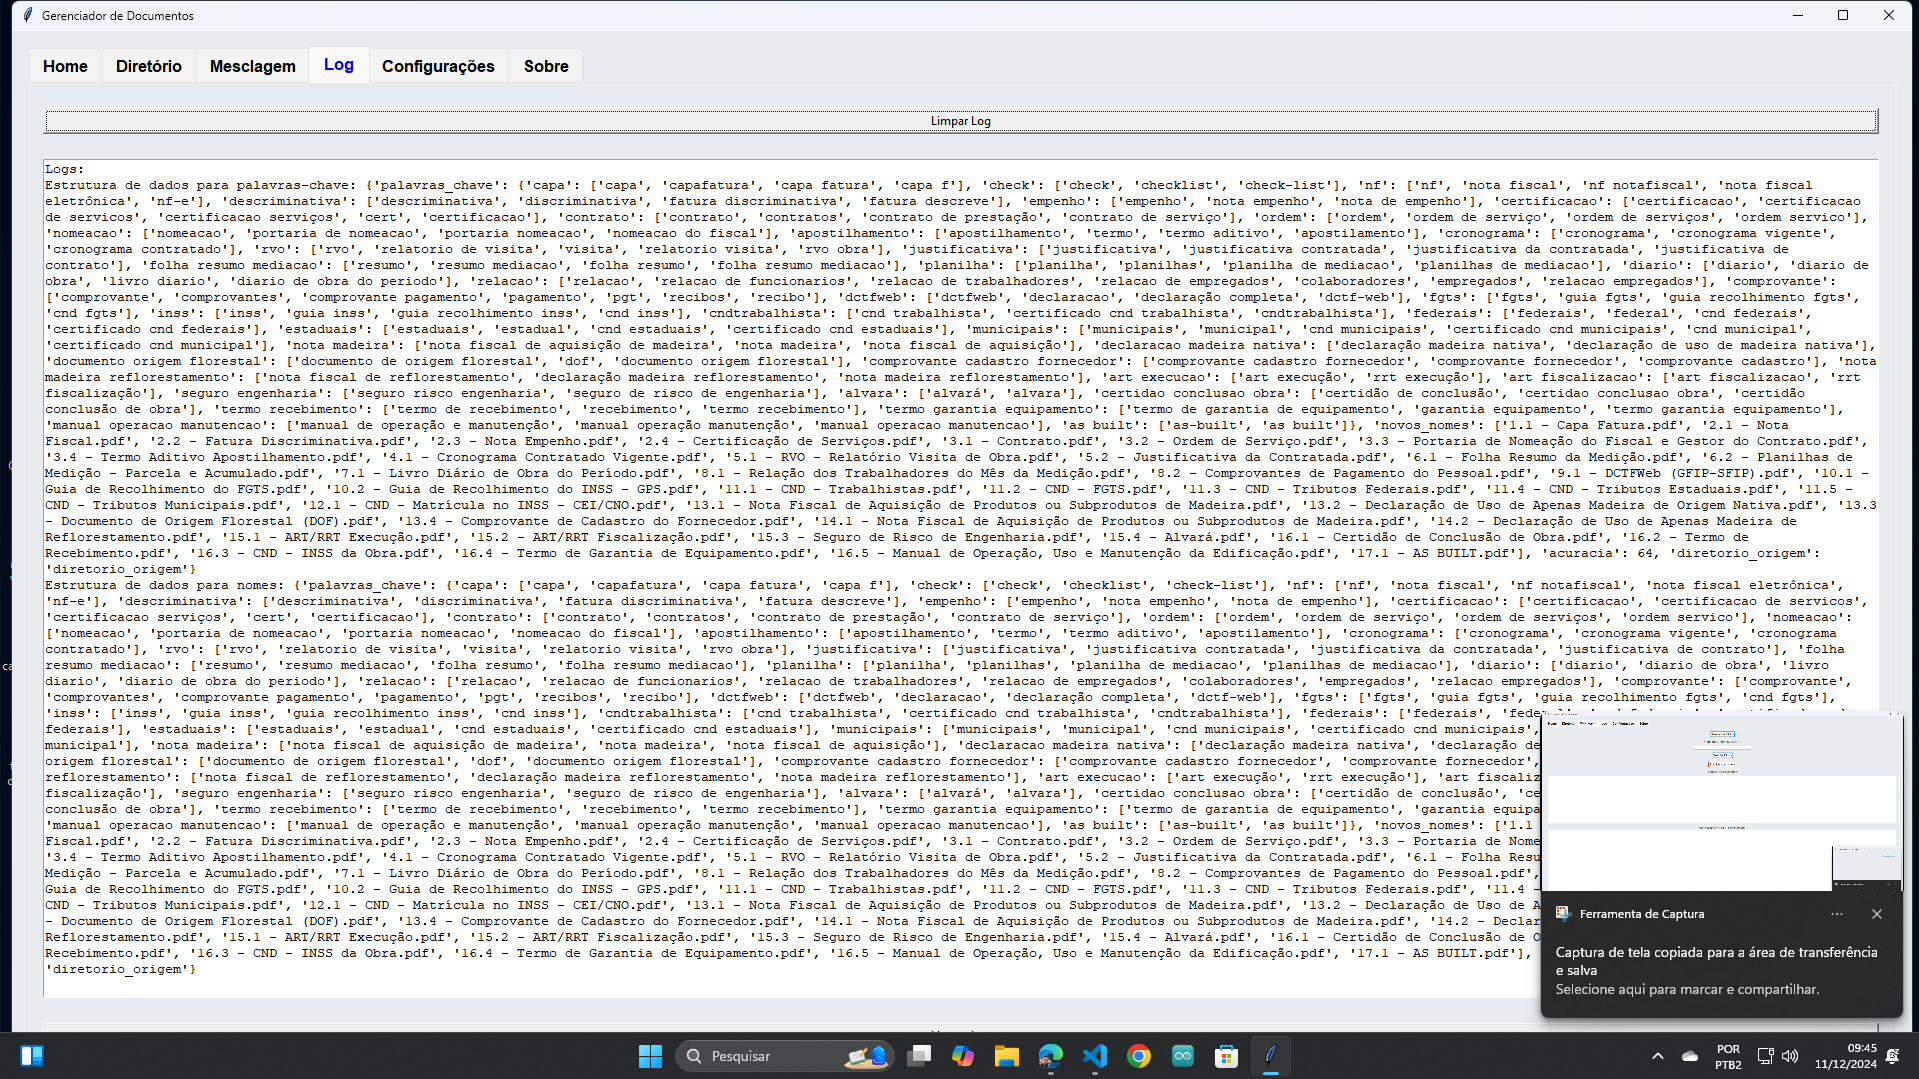 Gerenciador de Documentos
Home Diretório Mesclagem Log Configurações Sobre
Limpar Log
Logs:
Estrutura de dados para palavras-chave: {'palavras_chave': {'capa': ['capa', 'capafatura', 'capa fatura', 'capa f'], 'check': ['check', 'checklist', 'check-list'], 'nf': ['nf', 'nota fiscal', 'nf notafiscal', 'nota fiscal
eletrônica', 'nf-e'], 'descriminativa': ['descriminativa', 'discriminativa', 'fatura discriminativa', 'fatura descreve'], 'empenho': ['empenho', 'nota empenho', 'nota de empenho'], 'certificacao': ['certificacao', 'certificacao
de servicos', 'certificacao serviços', 'cert', 'certificacao'], 'contrato': ['contrato', 'contratos', 'contrato de prestação', 'contrato de serviço'], 'ordem': ['ordem', 'ordem de serviço', 'ordem de serviços', 'ordem servico'],
'nomeacao': ['nomeacao', 'portaria de nomeacao', 'portaria nomeacao', 'nomeacao do fiscal'], 'apostilhamento': ['apostilhamento', 'termo', 'termo aditivo', 'apostilamento'], 'cronograma': ['cronograma', 'cronograma vigente',
'cronograma contratado'], 'rvo': ['rvo', 'relatorio de visita', 'visita', 'relatorio visita', 'rvo obra'], 'justificativa': ['justificativa', 'justificativa contratada', 'justificativa da contratada', 'justificativa de
contrato'], 'folha resumo mediacao': ['resumo', 'resumo mediacao', 'folha resumo', 'folha resumo mediacao'], 'planilha': ['planilha', 'planilhas', 'planilha de mediacao', 'planilhas de mediacao'], 'diario': ['diario', 'diario de
obra', 'livro diario', 'diario de obra do periodo'], 'relacao': ['relacao', 'relacao de funcionarios', 'relacao de trabalhadores', 'relacao de empregados', 'colaboradores', 'empregados', 'relacao empregados'], 'comprovante':
['comprovante', 'comprovantes', 'comprovante pagamento', 'pagamento', 'pgt', 'recibos', 'recibo'], 'dctfweb': ['dctfweb', 'declaracao', 'declaração completa', 'dctf-web'], 'fgts': ['fgts', 'guia fgts', 'guia recolhimento fgts',
'cnd fgts'], 'inss': ['inss', 'guia inss', 'guia recolhimento inss', 'cnd inss'], 'cndtrabalhista': ['cnd trabalhista', 'certificado cnd trabalhista', 'cndtrabalhista'], 'federais': ['federais', 'federal', 'cnd federais',
'certificado cnd federais'], 'estaduais': ['estaduais', 'estadual', 'cnd estaduais', 'certificado cnd estaduais'], 'municipais': ['municipais', 'municipal', 'cnd municipais', 'certificado cnd municipais', 'cnd municipal',
'certificado cnd municipal'], 'nota madeira': ['nota fiscal de aquisição de madeira', 'nota madeira', 'nota fiscal de aquisição'], 'declaracao madeira nativa': ['declaração madeira nativa', 'declaração de uso de madeira nativa'],
'documento origem florestal': ['documento de origem florestal', 'dof', 'documento origem florestal'], 'comprovante cadastro fornecedor': ['comprovante cadastro fornecedor', 'comprovante fornecedor', 'comprovante cadastro'], 'nota
madeira reflorestamento': ['nota fiscal de reflorestamento', 'declaração madeira reflorestamento', 'nota madeira reflorestamento'], 'art execucao': ['art execução', 'rrt execução'], 'art fiscalizacao': ['art fiscalizacao', 'rrt
fiscalização'], 'seguro engenharia': ['seguro risco engenharia', 'seguro de risco de engenharia'], 'alvara': ['alvará', 'alvara'], 'certidao conclusao obra': ['certidão de conclusão', 'certidao conclusao obra', 'certidão
conclusão de obra'], 'termo recebimento': ['termo de recebimento', 'recebimento', 'termo recebimento'], 'termo garantia equipamento': ['termo de garantia de equipamento', 'garantia equipamento', 'termo garantia equipamento'],
'manual operacao manutencao': ['manual de operação e manutenção', 'manual operação manutenção', 'manual operacao manutencao'], 'as built': ['as-built', 'as built']}, 'novos_nomes': ['1.1 - Capa Fatura.pdf', '2.1 - Nota
Fiscal.pdf', '2.2 - Fatura Discriminativa.pdf', '2.3 - Nota Empenho.pdf', '2.4 - Certificação de Serviços.pdf', '3.1 - Contrato.pdf', '3.2 - Ordem de Serviço.pdf', '3.3 - Portaria de Nomeação do Fiscal e Gestor do Contrato.pdf',
'3.4 - Termo Aditivo Apostilhamento.pdf', '4.1 - Cronograma Contratado Vigente.pdf', '5.1 - RVO - Relatório Visita de Obra.pdf', '5.2 - Justificativa da Contratada.pdf', '6.1 - Folha Resumo da Medição.pdf', '6.2 - Planilhas de
Medição - Parcela e Acumulado.pdf', '7.1 - Livro Diário de Obra do Período.pdf', '8.1 - Relação dos Trabalhadores do Mês da Medição.pdf', '8.2 - Comprovantes de Pagamento do Pessoal.pdf', '9.1 - DCTFWeb (GFIP-SFIP).pdf', '10.1 -
Guia de Recolhimento do FGTS.pdf', '10.2 - Guia de Recolhimento do INSS - GPS.pdf', '11.1 - CND - Trabalhistas.pdf', '11.2 - CND - FGTS.pdf', '11.3 - CND - Tributos Federais.pdf', '11.4 - CND - Tributos Estaduais.pdf', '11.5 -
CND - Tributos Municipais.pdf', '12.1 - CND - Matrícula no INSS - CEI/CNO.pdf', '13.1 - Nota Fiscal de Aquisição de Produtos ou Subprodutos de Madeira.pdf', '13.2 - Declaração de Uso de Apenas Madeira de Origem Nativa.pdf', '13.3
- Documento de Origem Florestal (DOF).pdf', '13.4 - Comprovante de Cadastro do Fornecedor.pdf', '14.1 - Nota Fiscal de Aquisição de Produtos ou Subprodutos de Madeira.pdf', '14.2 - Declaração de Uso de Apenas Madeira de
Reflorestamento.pdf', '15.1 - ART/RRT Execução.pdf', '15.2 - ART/RRT Fiscalização.pdf', '15.3 - Seguro de Risco de Engenharia.pdf', '15.4 - Alvará.pdf', '16.1 - Certidão de Conclusão de Obra.pdf', '16.2 - Termo de
Recebimento.pdf', '16.3 - CND - INSS da Obra.pdf', '16.4 - Termo de Garantia de Equipamento.pdf', '16.5 - Manual de Operação, Uso e Manutenção da Edificação.pdf', '17.1 - AS BUILT.pdf'], 'acuracia': 64, 'diretorio_origem':
'diretorio_origem'}
Estrutura de dados para nomes: {'palavras_chave': {'capa': ['capa', 'capafatura', 'capa fatura', 'capa f'], 'check': ['check', 'checklist', 'check-list'], 'nf': ['nf', 'nota fiscal', 'nf notafiscal', 'nota fiscal eletrônica',
'nf-e'], 'descriminativa': ['descriminativa', 'discriminativa', 'fatura discriminativa', 'fatura descreve'], 'empenho': ['empenho', 'nota empenho', 'nota de empenho'], 'certificacao': ['certificacao', 'certificacao de servicos',
'certificacao serviços', 'cert', 'certificacao'], 'contrato': ['contrato', 'contratos', 'contrato de prestação', 'contrato de serviço'], 'ordem': ['ordem', 'ordem de serviço', 'ordem de serviços', 'ordem servico'], 'nomeacao':
['nomeacao', 'portaria de nomeacao', 'portaria nomeacao', 'nomeacao do fiscal'], 'apostilhamento': ['apostilhamento', 'termo', 'termo aditivo', 'apostilamento'], 'cronograma': ['cronograma', 'cronograma vigente', 'cronograma
contratado'], 'rvo': ['rvo', 'relatorio de visita', 'visita', 'relatorio visita', 'rvo obra'], 'justificativa': ['justificativa', 'justificativa contratada', 'justificativa da contratada', 'justificativa de contrato'], 'folha
resumo mediacao': ['resumo', 'resumo mediacao', 'folha resumo', 'folha resumo mediacao'], 'planilha': ['planilha', 'planilhas', 'planilha de mediacao', 'planilhas de mediacao'], 'diario': ['diario', 'diario de obra', 'livro
diario', 'diario de obra do periodo'], 'relacao': ['relacao', 'relacao de funcionarios', 'relacao de trabalhadores', 'relacao de empregados', 'colaboradores', 'empregados', 'relacao empregados'], 'comprovante': ['comprovante',
'comprovantes', 'comprovante pagamento', 'pagamento', 'pgt', 'recibos', 'recibo'], 'dctfweb': ['dctfweb', 'declaracao', 'declaração completa', 'dctf-web'], 'fgts': ['fgts', 'guia fgts', 'guia recolhimento fgts', 'cnd fgts'],
'inss': ['inss', 'guia inss', 'guia recolhimento inss', 'cnd inss'], 'cndtrabalhista': ['cnd trabalhista', 'certificado cnd trabalhista', 'cndtrabalhista'], 'federais': ['federais',
federais'], 'estaduais': ['estaduais', 'estadual', 'cnd estaduais', 'certificado cnd estaduais'], 'municipais': ['municipais', 'municipal', 'cnd municipais', 'certificado cnd municipais',
municipal'], 'nota madeira': ['nota fiscal de aquisição de madeira', 'nota madeira', 'nota fiscal de aquisição'], 'declaracao madeira nativa': ['declaração madeira nativa', 'declaração de
origem florestal': ['documento de origem florestal', 'dof', 'documento origem florestal'], 'comprovante cadastro fornecedor': ['comprovante cadastro fornecedor', 'comprovante fornecedor',
reflorestamento': ['nota fiscal de reflorestamento', 'declaração madeira reflorestamento', 'nota madeira reflorestamento'], 'art execucao': ['art execução', 'rrt execução'], 'art fiscaliz
fiscalização'], 'seguro engenharia': ['seguro risco engenharia', 'seguro de risco de engenharia'], 'alvara': ['alvará', 'alvara'], 'certidao conclusao obra': ['certidão de conclusão', 'ce
conclusão de obra'], 'termo recebimento': ['termo de recebimento', 'recebimento', 'termo recebimento'], 'termo garantia equipamento': ['termo de garantia de equipamento', 'garantia equipa
'manual operacao manutencao': ['manual de operação e manutenção', 'manual operação manutenção', 'manual operacao manutencao'], 'as built': ['as-built', 'as built']}, 'novos_nomes': ['1.1
Fiscal.pdf', '2.2 - Fatura Discriminativa.pdf', '2.3 - Nota Empenho.pdf', '2.4 - Certificação de Serviços.pdf', '3.1 - Contrato.pdf', '3.2 - Ordem de Serviço.pdf', '3.3 - Portaria de Nome
'3.4 - Termo Aditivo Apostilhamento.pdf', '4.1 - Cronograma Contratado Vigente.pdf', '5.1 - RVO - Relatório Visita de Obra.pdf', '5.2 - Justificativa da Contratada.pdf', '6.1 - Folha Resu
Medição - Parcela e Acumulado.pdf', '7.1 - Livro Diário de Obra do Período.pdf', '8.1 - Relação dos Trabalhadores do Mês da Medição.pdf', '8.2 - Comprovantes de Pagamento do Pessoal.pdf',
Guia de Recolhimento do FGTS.pdf', '10.2 - Guia de Recolhimento do INSS - GPS.pdf', '11.1 - CND - Trabalhistas.pdf', '11.2 - CND - FGTS.pdf', '11.3 - CND - Tributos Federais.pdf', '11.4 -
CND - Tributos Municipais.pdf', '12.1 - CND - Matrícula no INSS - CEI/CNO.pdf', '13.1 - Nota Fiscal de Aquisição de Produtos ou Subprodutos de Madeira.pdf', '13.2 - Declaração de Uso de A
- Documento de Origem Florestal (DOF).pdf', '13.4 - Comprovante de Cadastro do Fornecedor.pdf', '14.1 - Nota Fiscal de Aquisição de Produtos ou Subprodutos de Madeira.pdf', '14.2 - Declar
Reflorestamento.pdf', '15.1 - ART/RRT Execução.pdf', '15.2 - ART/RRT Fiscalização.pdf', '15.3 - Seguro de Risco de Engenharia.pdf', '15.4 - Alvará.pdf', '16.1 - Certidão de Conclusão de O
Recebimento.pdf', '16.3 - CND - INSS da Obra.pdf', '16.4 - Termo de Garantia de Equipamento.pdf', '16.5 - Manual de Operação, Uso e Manutenção da Edificação.pdf', '17.1 - AS BUILT.pdf'],
'diretorio_origem'}
Ferramenta de Captura
Captura de tela copiada para a área de transferência
e salva
Selecione aqui para marcar e compartilhar.
Pesquisar
POR
PTB2
09:45
11/12/2024